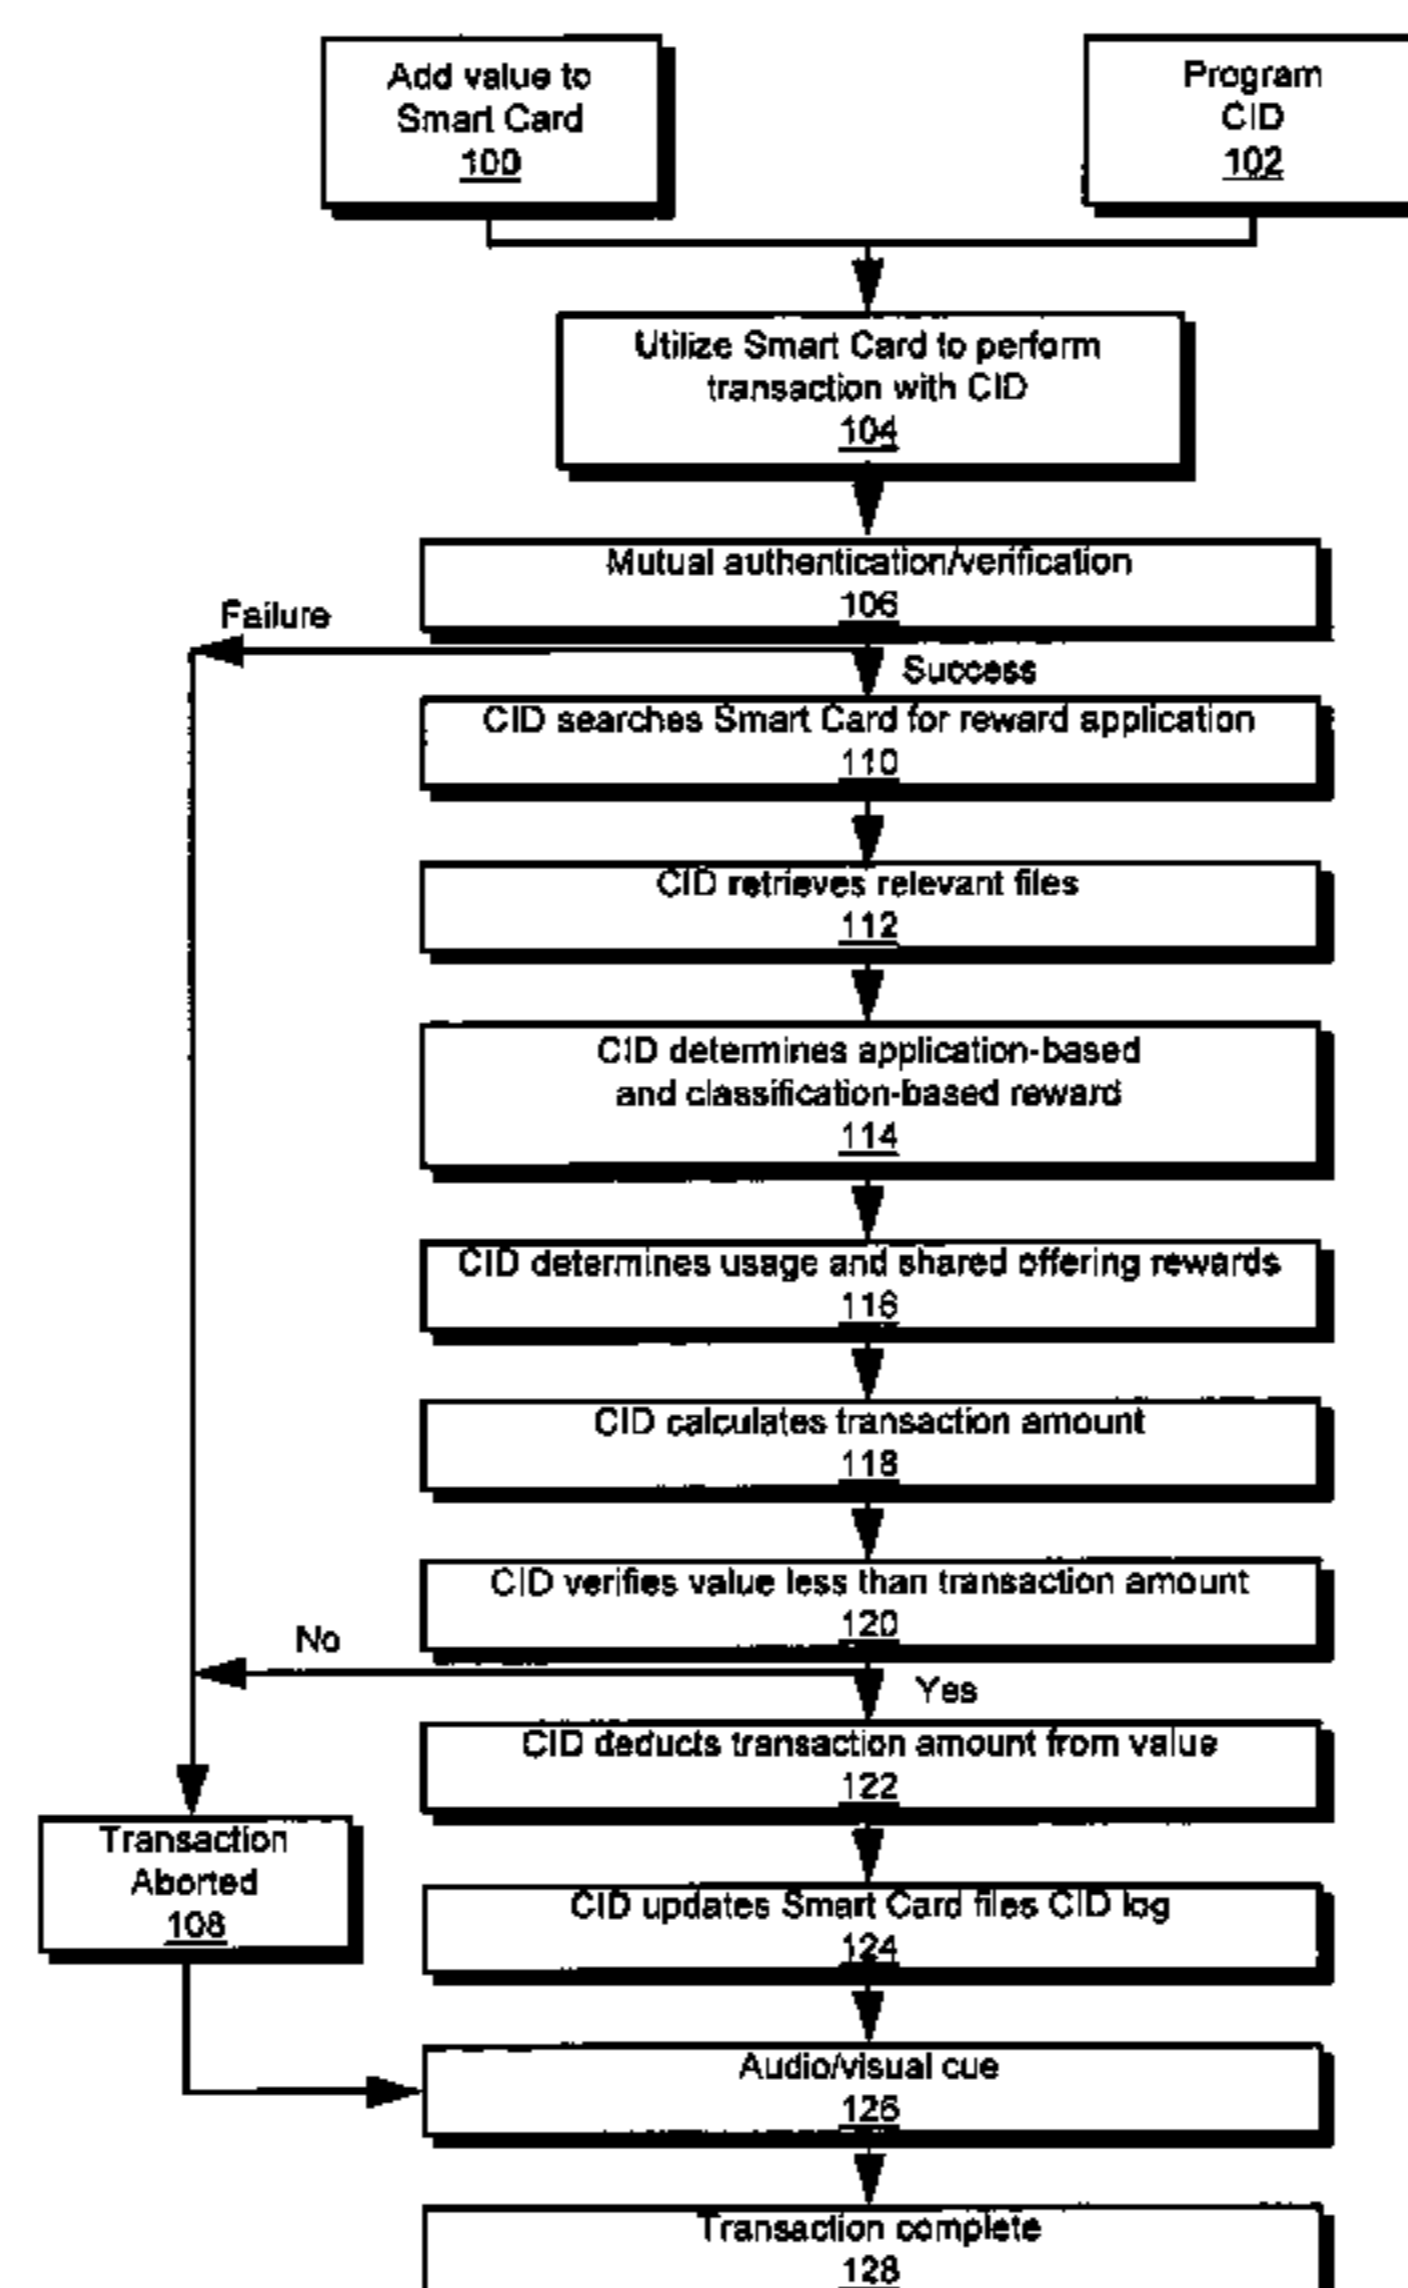 Add value to
Smart Card
100
Program
CID
102
Utilize Smart Card to perform
transaction with CID
104
Mutual authentication/verification
106
Failure
Success
CID searches Smart Card for reward application
110
CID retrieves relevant files
112
CID determines application-based
and classification-based reward
114
CID determines usage and shared offering rewards
116
CID calculates transaction amount
118
CID verifies value less than transaction amount
120
No
Yes
CID deducts transaction amount from value
122
Transaction
Aborted
108
CID updates Smart Card files CID log
124
Audio/visual cue
126
Transaction complete
128